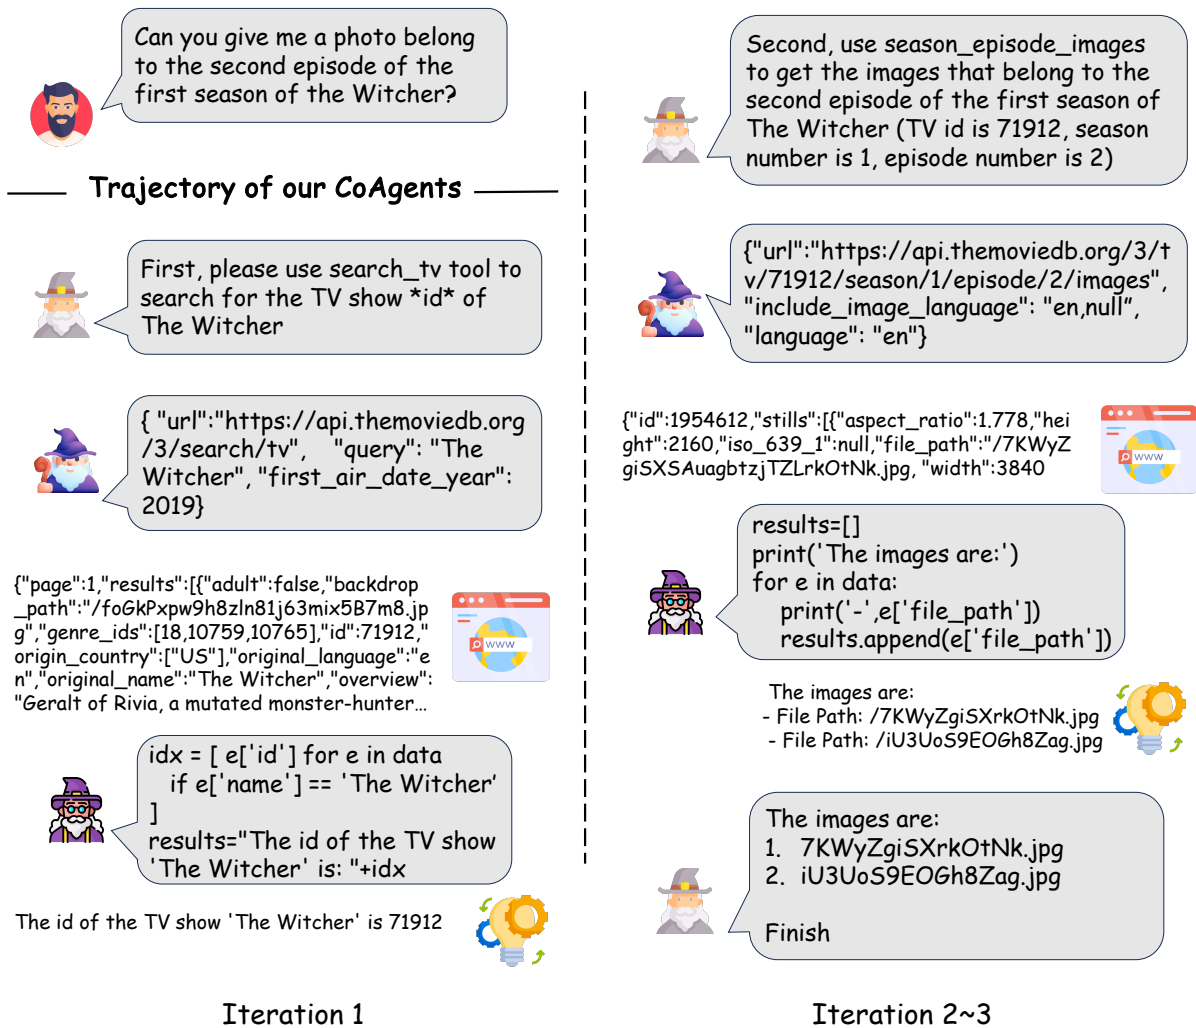 Can you give me a photo belong
to the second episode of the
first season of the Witcher?
Trajectory of our CoAgents
First, please use search_tv tool to
search for the TV show *id* of
The Witcher
{ "url":"https://api.themoviedb.org
/3/search/tv", "query": "The
Witcher", "first_air_date_year":
2019}
{"page":1,"results":[{"adult":false,"backdrop
_path":"/foGkPxpw9h8zln81j63mix5B7m8.jp
g","genre_ids":[18,10759,10765],"id":71912,"
origin_country":["US"],"original_language":"e
n","original_name":"The Witcher","overview":
"Geralt of Rivia, a mutated monster-hunter…
www
idx = [ e['id'] for e in data
if e['name'] == 'The Witcher’
]
results="The id of the TV show
'The Witcher' is: "+idx
The id of the TV show 'The Witcher' is 71912
Iteration 1
Second, use season_episode_images
to get the images that belong to the
second episode of the first season of
The Witcher (TV id is 71912, season
number is 1, episode number is 2)
{"url":"https://api.themoviedb.org/3/t
v/71912/season/1/episode/2/images",
"include_image_language": "en,null”,
"language": "en"}
{"id":1954612,"stills":[{"aspect_ratio":1.778,"hei
ght":2160,"iso_639_1":null,"file_path":"/7KWyZ
giSXSAuagbtzjTZLrkOtNk.jpg, "width":3840
www
results=[]
print('The images are:')
for e in data:
print('-',e['file_path'])
results.append(e['file_path'])
The images are:
- File Path: /7KWyZgiSXrkOtNk.jpg
- File Path: /iU3UoS9EOGh8Zag.jpg
The images are:
1. 7KWyZgiSXrkOtNk.jpg
2. iU3UoS9EOGh8Zag.jpg
Finish
Iteration 2~3